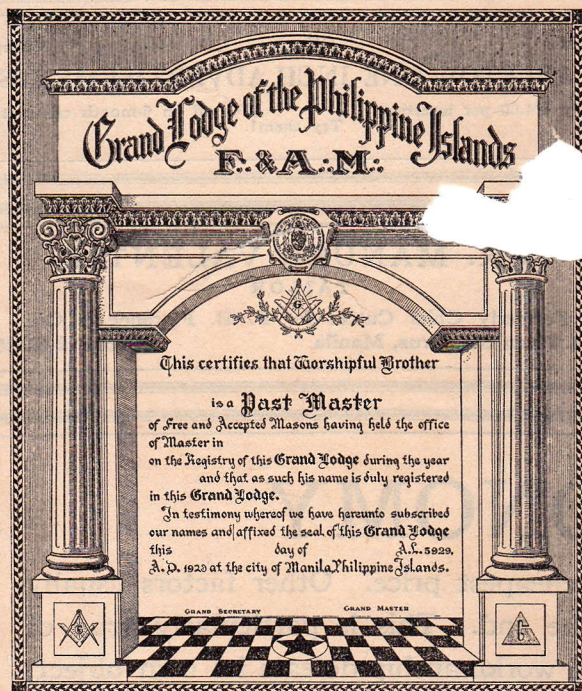 Grand Lodge of the Philippine Islands
F.·. & A.·.M.·.
G
This certifies that Worshipful Brother
is a Past Master
of Free and Accepted Masons having held the office
of Master in
on the Registry of this Grand Lodge during the year
and that as such his name is duly registered
in this Grand Lodge.
In testimony whereof we have hereunto subscribed
our names and affixed the seal of this Grand Lodge
this day of A.L. 5929,
A.D. 1929 at the city of Manila, Philippine Islands.
GRAND SECRETARY GRAND MASTER
G G